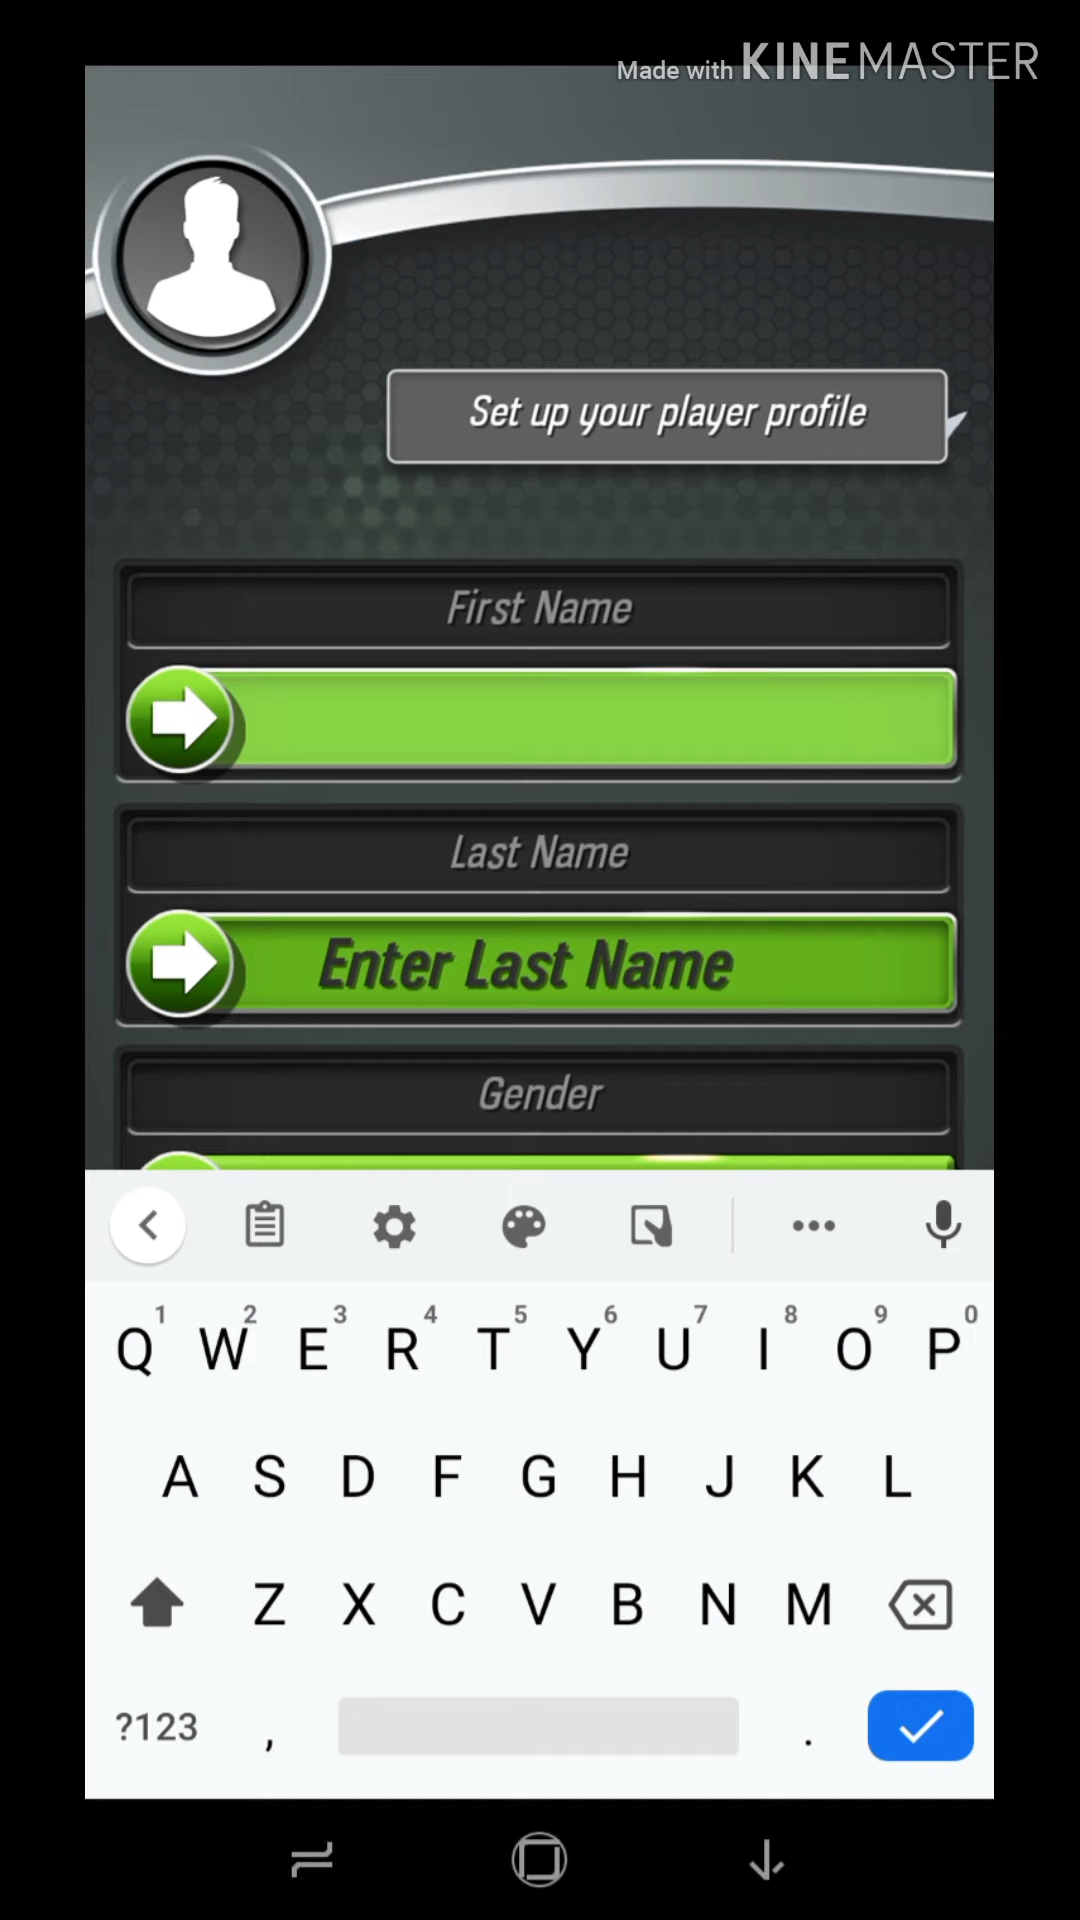 Made with KINEMASTER
Set up your player profile
First Name
Last Name
Enter Last Name
Gender
Q 1 W 2 E 3 R 4 T 5 Y 6 U 7 I 8 O 9 P 0
A S D F G H J K L
Z X C V B N M
?123 , .